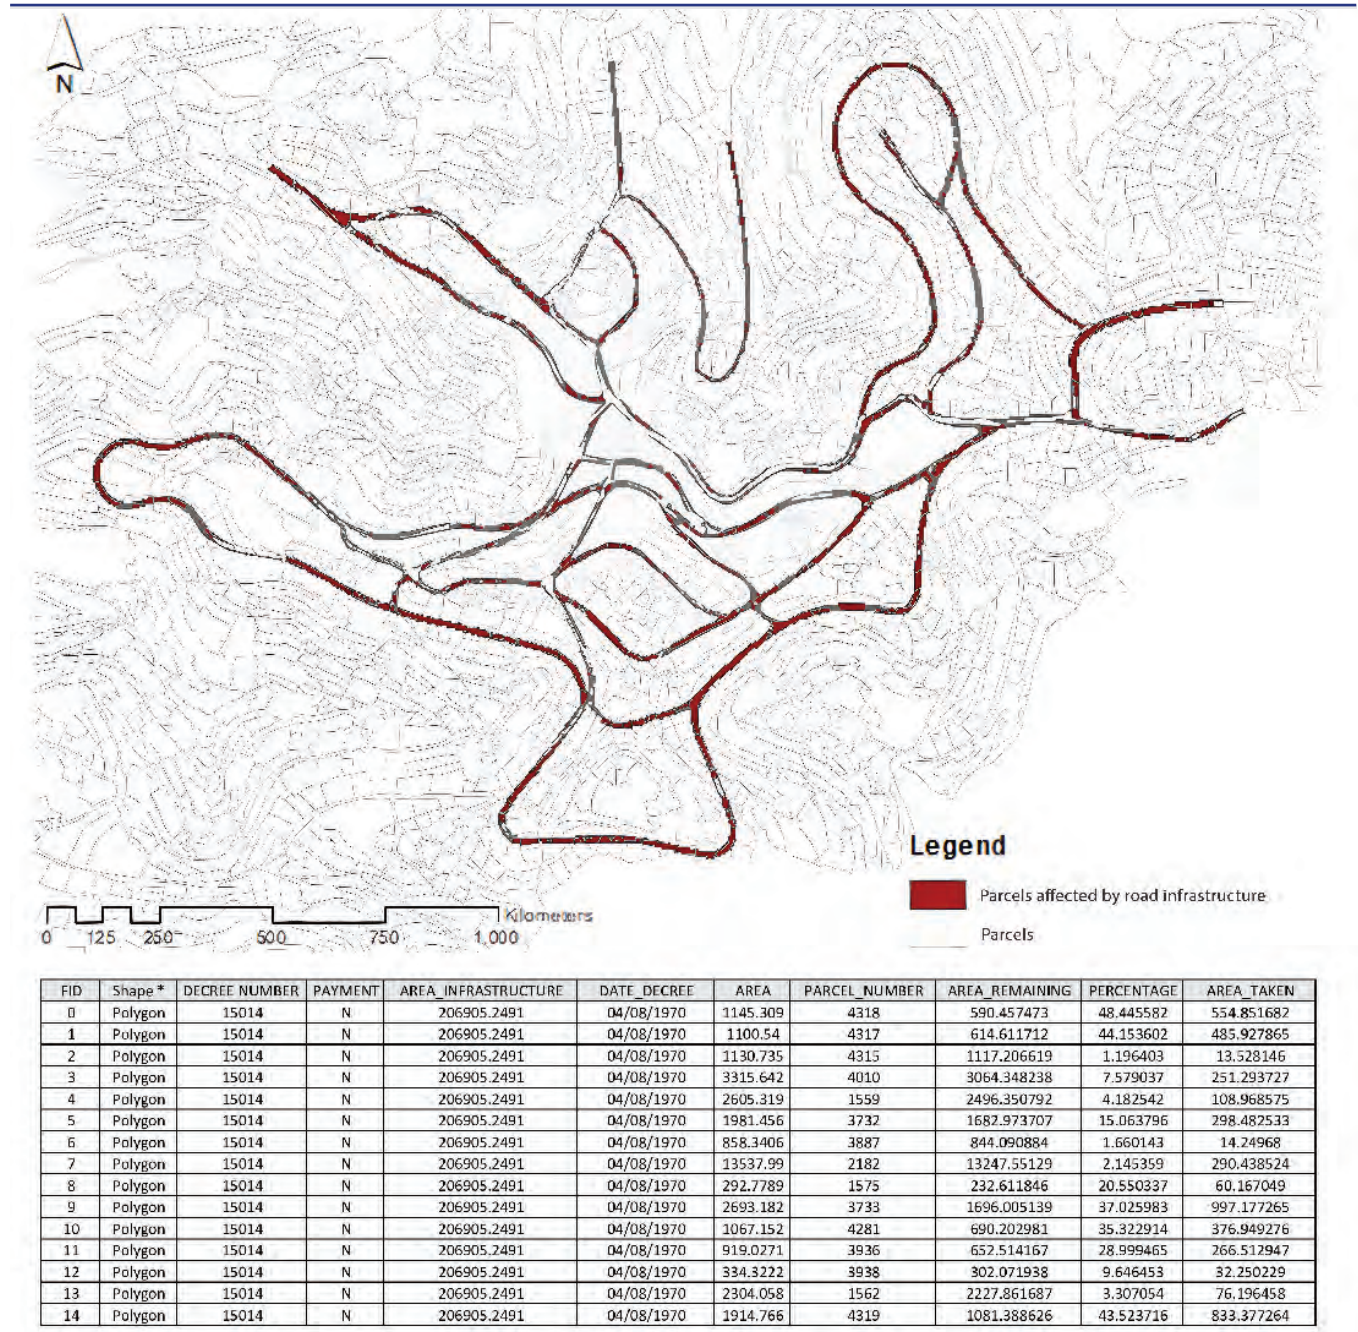 N
Legend
Parcels affected by road infrastructure
Parcels
Kilometers
0 125 250 500 750 1.000
FID Shape * DECREE NUMBER PAYMENT AREA_INFRASTRUCTURE DATE_DECREE AREA PARCEL_NUMBER AREA_REMAINING PERCENTAGE AREA_TAKEN
0 Polygon 15014 N 206905.2491 04/08/1970 1145.309 4318 590.457473 48.445582 554.851682
1 Polygon 15014 N 206905.2491 04/08/1970 1100.54 4317 614.611712 44.153602 485.927865
2 Polygon 15014 N 206905.2491 04/08/1970 1130.735 4315 1117.206619 1.196403 13.528146
3 Polygon 15014 N 206905.2491 04/08/1970 3315.642 4010 3064.348238 7.579037 251.293727
4 Polygon 15014 N 206905.2491 04/08/1970 2605.319 1559 2496.350792 4.182542 108.968575
5 Polygon 15014 N 206905.2491 04/08/1970 1981.456 3732 1682.973707 15.063796 298.482533
6 Polygon 15014 N 206905.2491 04/08/1970 858.3406 3887 844.090884 1.660143 14.24968
7 Polygon 15014 N 206905.2491 04/08/1970 13537.99 2182 13247.55129 2.145359 290.438524
8 Polygon 15014 N 206905.2491 04/08/1970 292.7789 1575 232.611846 20.550337 60.167049
9 Polygon 15014 N 206905.2491 04/08/1970 2693.182 3733 1696.005139 37.025983 997.177265
10 Polygon 15014 N 206905.2491 04/08/1970 1067.152 4281 690.202981 35.322914 376.949276
11 Polygon 15014 N 206905.2491 04/08/1970 919.0271 3936 652.514167 28.999465 266.512947
12 Polygon 15014 N 206905.2491 04/08/1970 334.3222 3938 302.071938 9.646453 32.250229
13 Polygon 15014 N 206905.2491 04/08/1970 2304.058 1562 2227.861687 3.307054 76.196458
14 Polygon 15014 N 206905.2491 04/08/1970 1914.766 4319 1081.388626 43.523716 833.377264